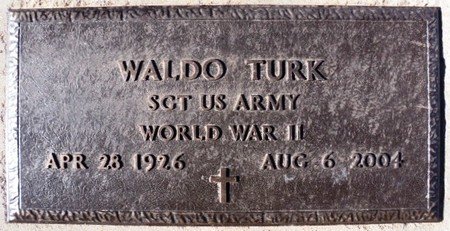 WALDO TURK
SGT US ARMY
WORLD WAR II
APR 28 1926 AUG 6 2004